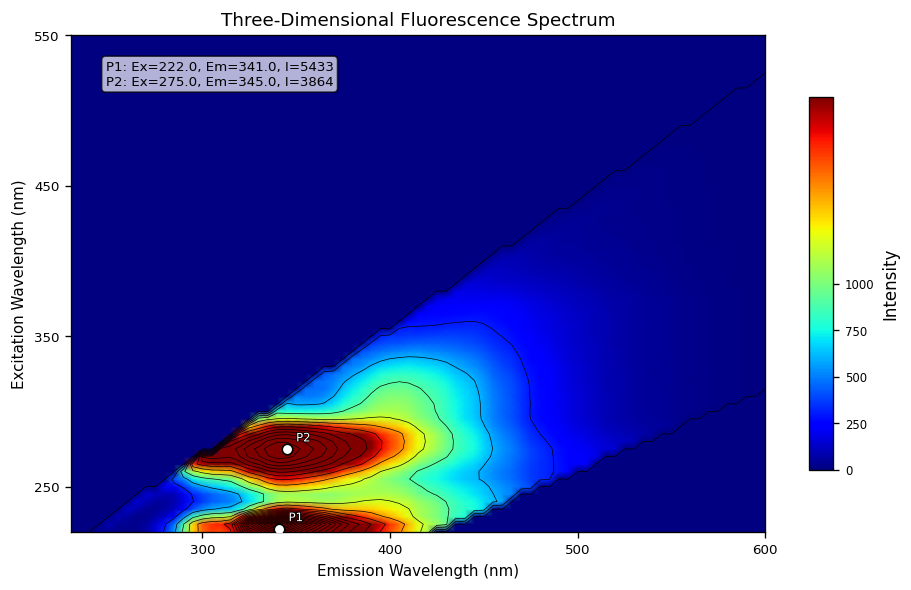 Three-Dimensional Fluorescence Spectrum
P1: Ex=222.0, Em=341.0, I=5433
P2: Ex=275.0, Em=345.0, I=3864
550
450
350
250
Excitation Wavelength (nm)
P2
P1
300
400
500
600
Emission Wavelength (nm)
1000
750
500
250
0
Intensity